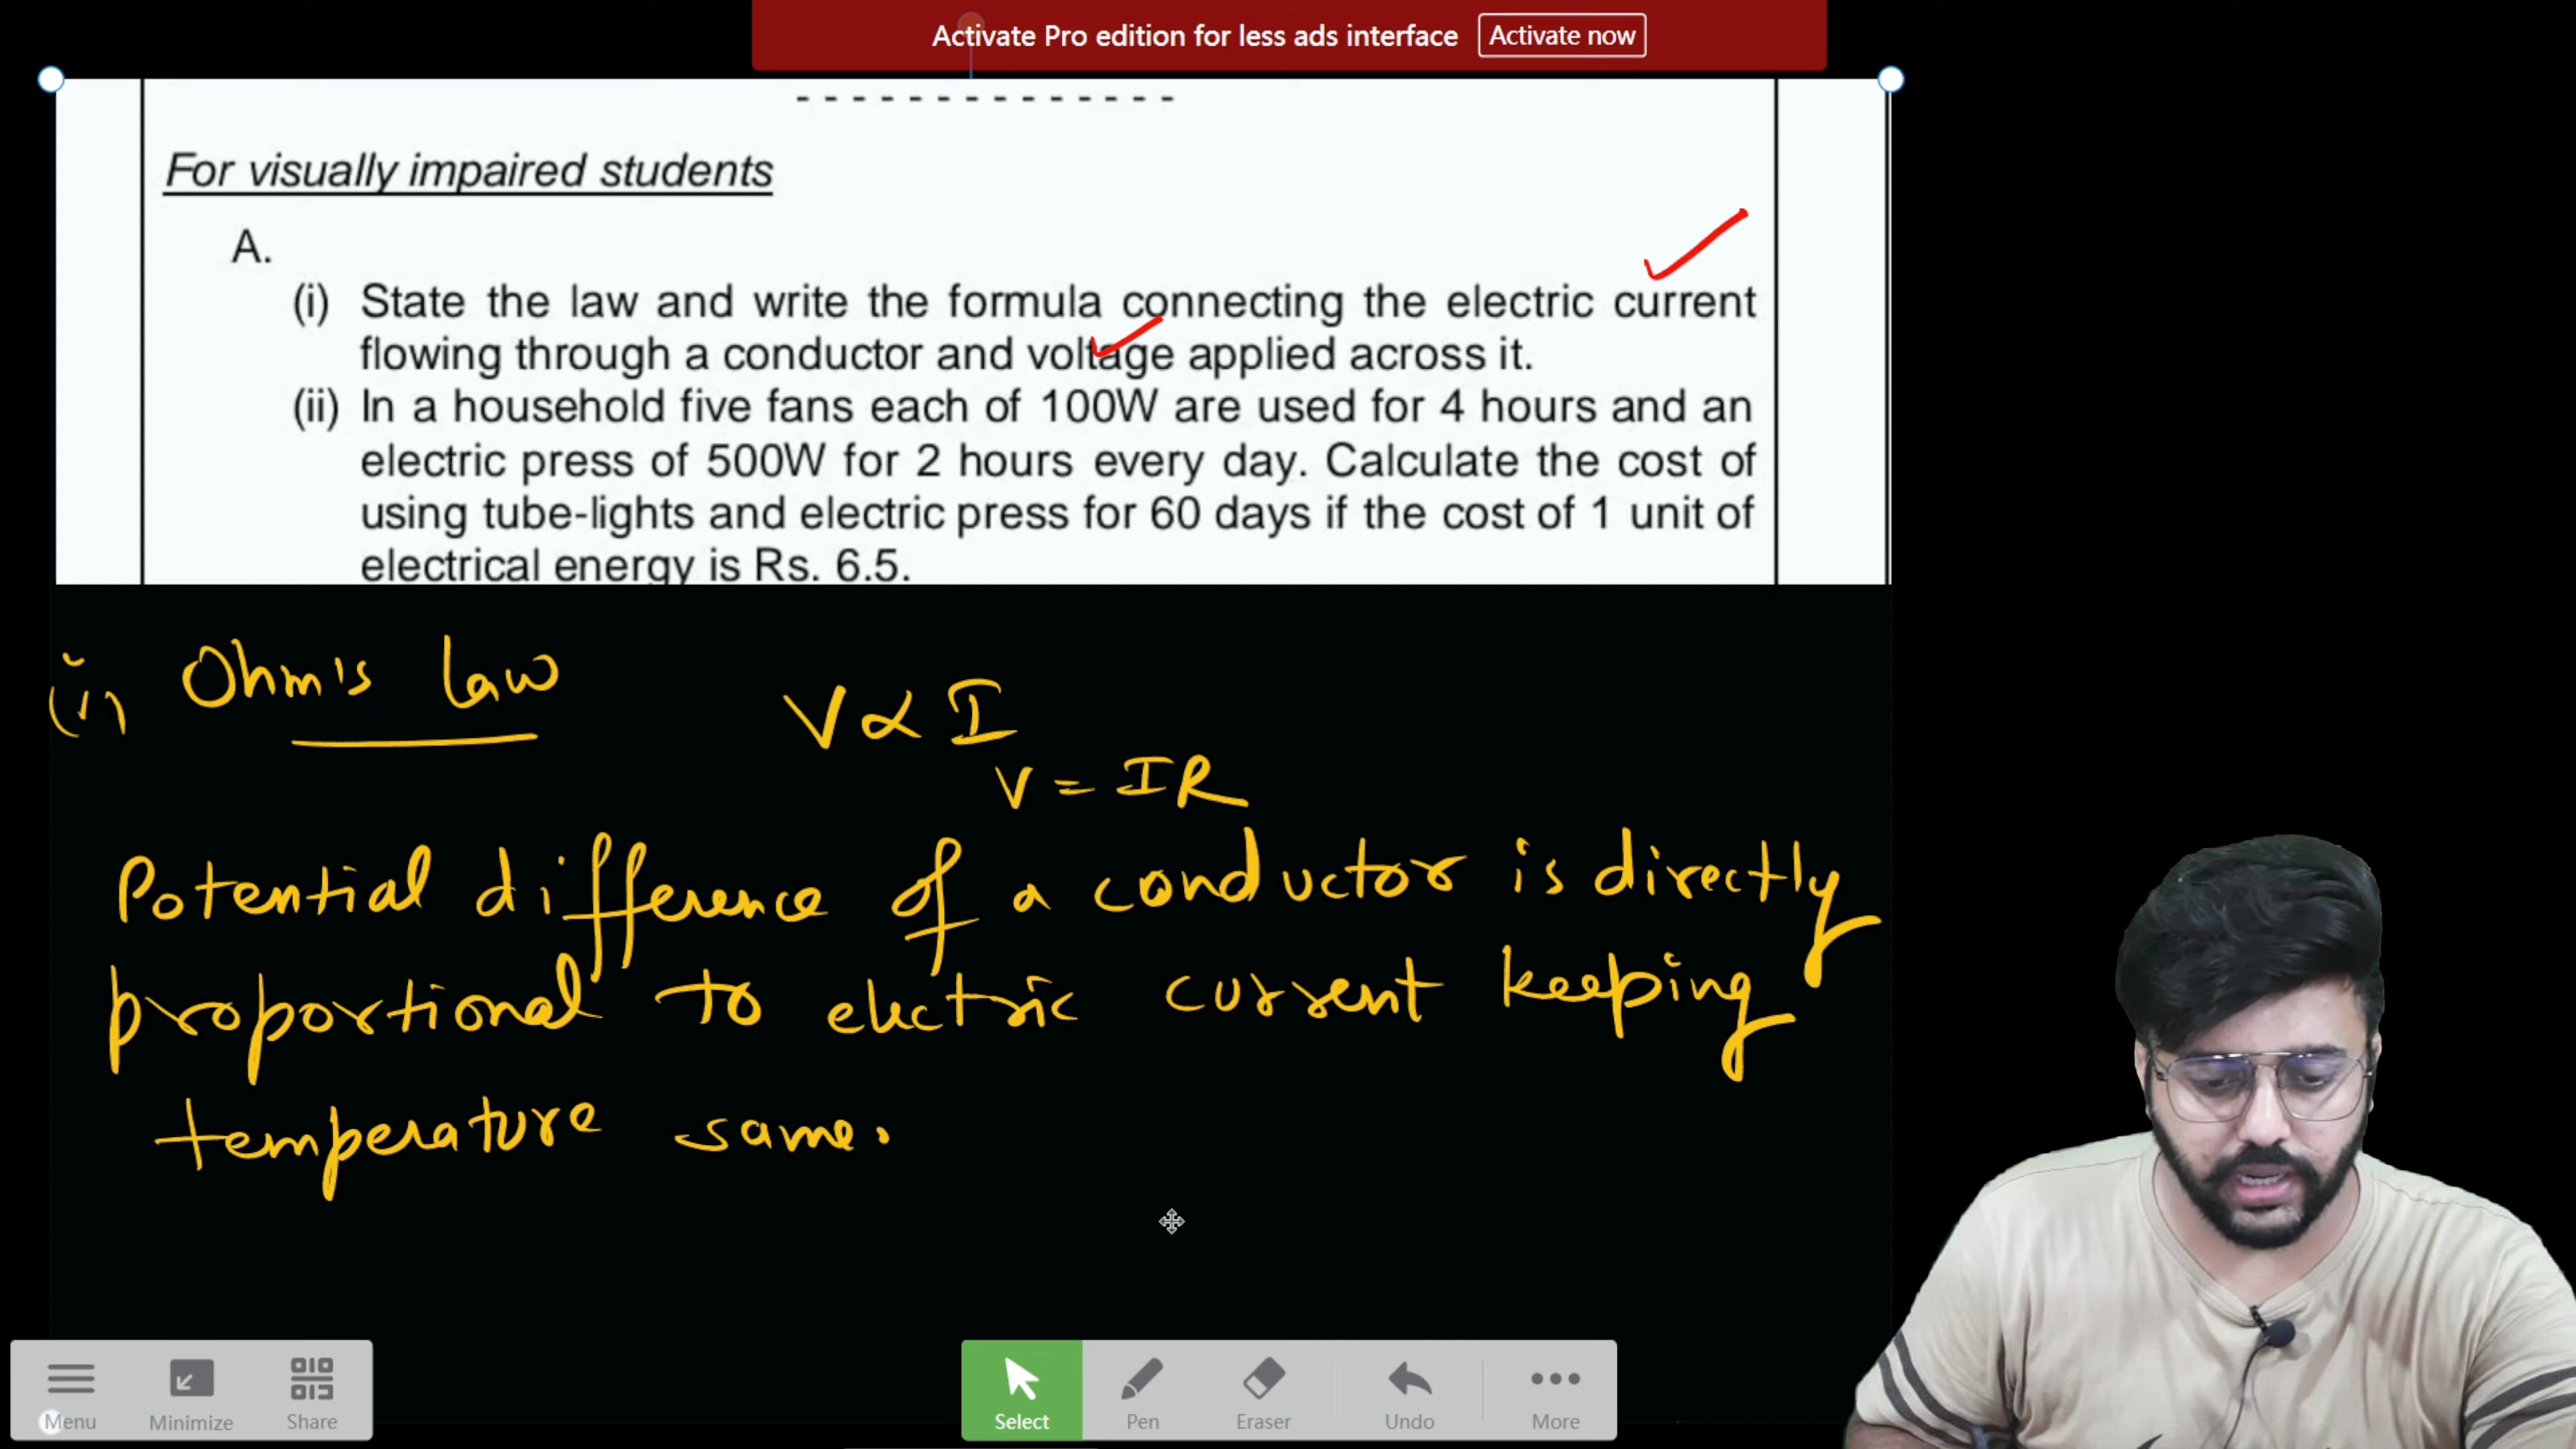 Activate Pro edition for less ads interface Activate now
--------------
For visually impaired students
A.
(i) State the law and write the formula connecting the electric current
flowing through a conductor and voltage applied across it.
(ii) In a household five fans each of 100W are used for 4 hours and an
electric press of 500W for 2 hours every day. Calculate the cost of
using tube-lights and electric press for 60 days if the cost of 1 unit of
electrical energy is Rs. 6.5.
(i) Ohm's law
V ∝ I
V = IR
Potential difference of a conductor is directly
proportional to electric current keeping
temperature same.
Menu Minimize Share Select Pen Eraser Undo More